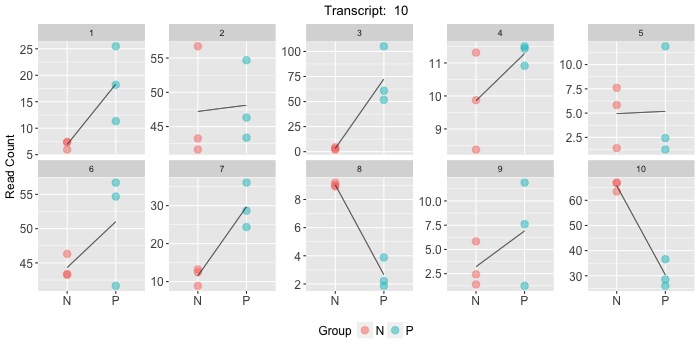 Transcript: 10
1 2 3 4 5
25 20 15 10 5
55 50 45
100 75 50 25 0
11 10 9
10.0 7.5 5.0 2.5
Read Count
6 7 8 9 10
55 50 45
30 20 10
8 6 4 2
10.0 7.5 5.0 2.5
60 50 40 30
N P N P N P N P N P
Group N P